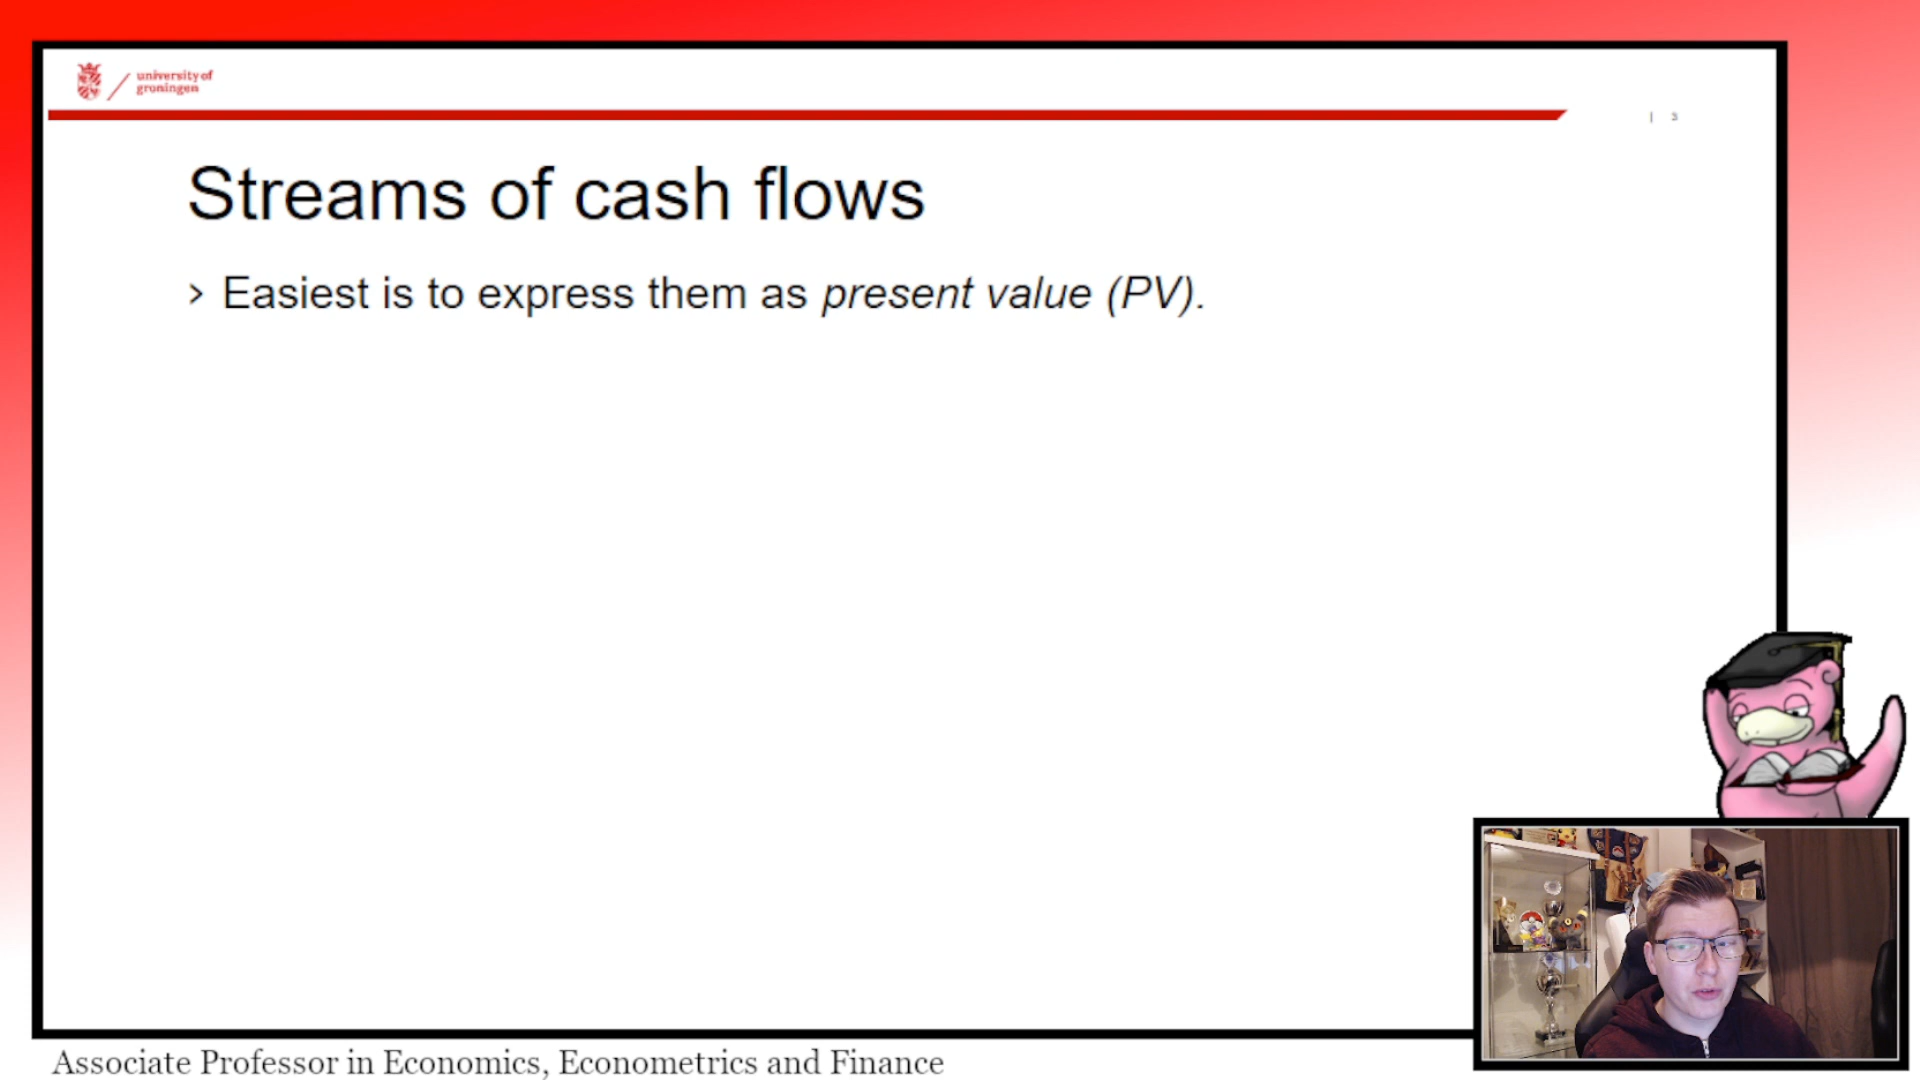 university of
groningen
| 3
Streams of cash flows
› Easiest is to express them as present value (PV).
Associate Professor in Economics, Econometrics and Finance